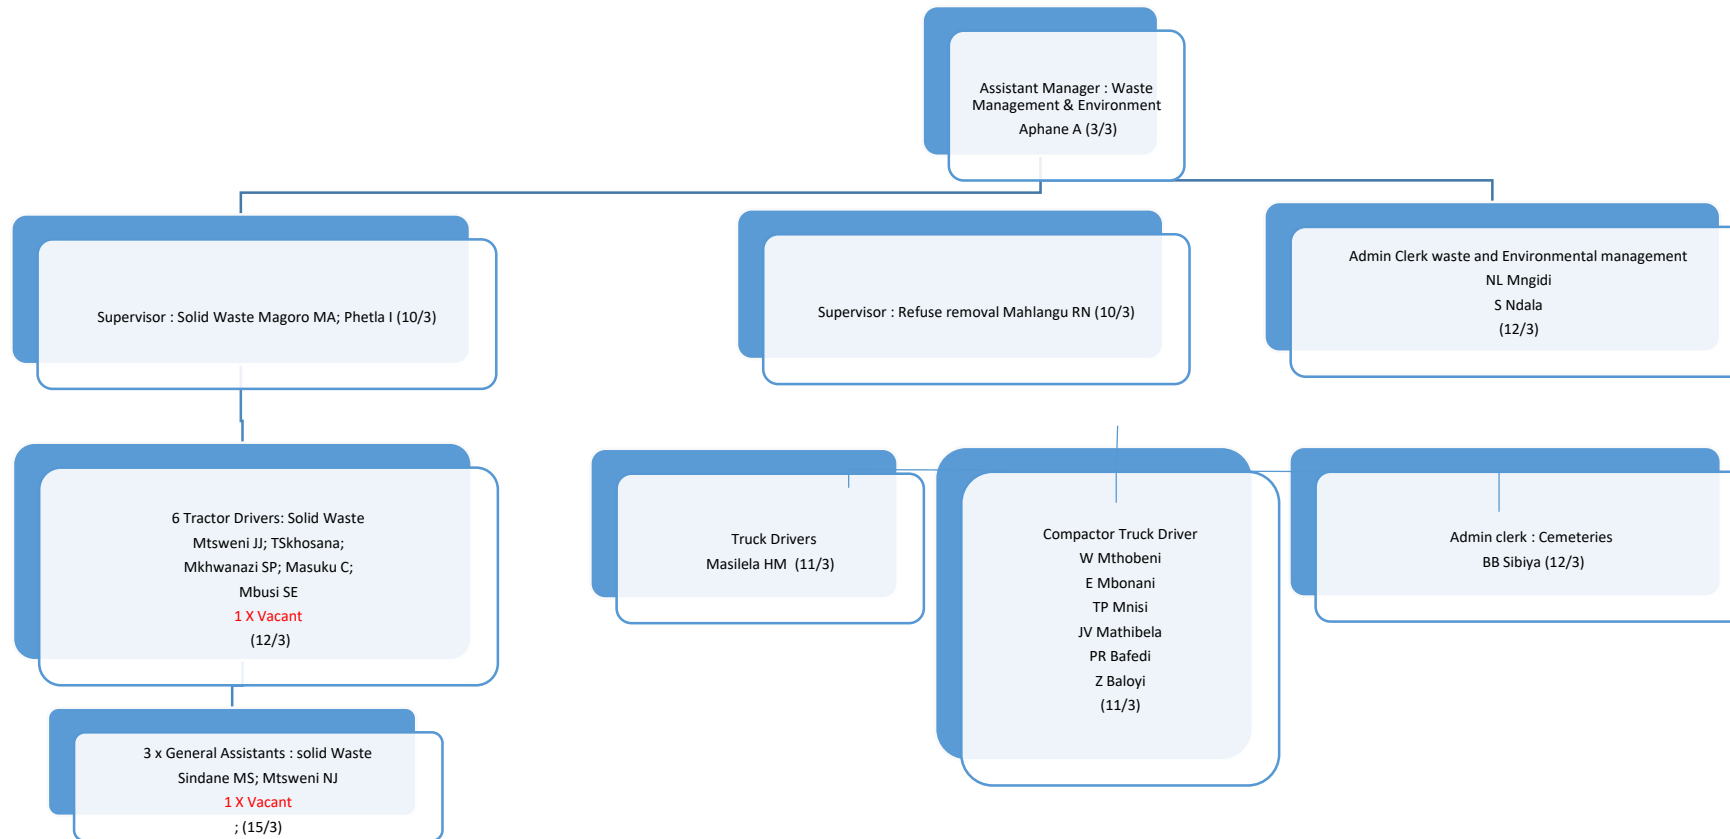 Assistant Manager : Waste
Management & Environment
Aphane A (3/3)
Supervisor : Solid Waste Magoro MA; Phetla I (10/3)
Supervisor : Refuse removal Mahlangu RN (10/3)
Admin Clerk waste and Environmental management
NL Mngidi
S Ndala
(12/3)
6 Tractor Drivers: Solid Waste
Mtsweni JJ; TSkhosana;
Mkhwanazi SP; Masuku C;
Mbusi SE
1 X Vacant
(12/3)
Truck Drivers
Masilela HM (11/3)
Compactor Truck Driver
W Mthobeni
E Mbonani
TP Mnisi
JV Mathibela
PR Bafedi
Z Baloyi
(11/3)
Admin clerk : Cemeteries
BB Sibiya (12/3)
3 x General Assistants : solid Waste
Sindane MS; Mtsweni NJ
1 X Vacant
; (15/3)